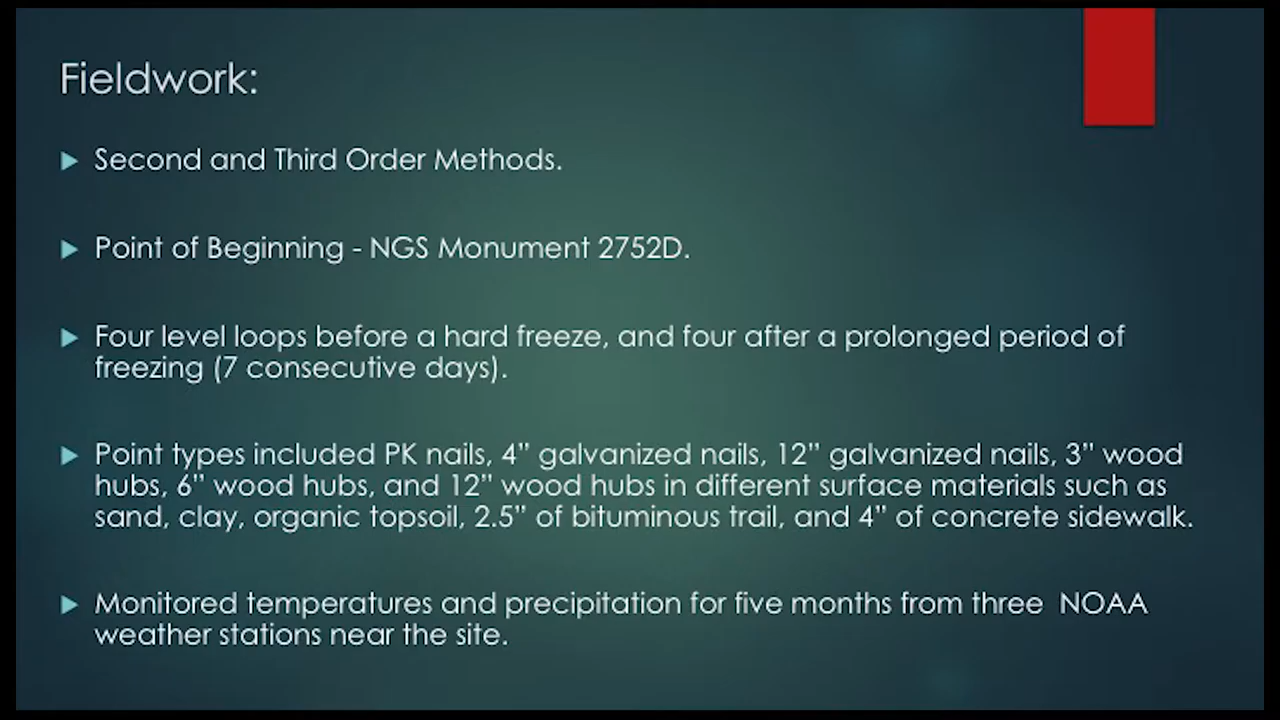 Fieldwork:
Second and Third Order Methods.
Point of Beginning - NGS Monument 2752D.
Four level loops before a hard freeze, and four after a prolonged period of
freezing (7 consecutive days).
Point types included PK nails, 4” galvanized nails, 12” galvanized nails, 3” wood
hubs, 6” wood hubs, and 12” wood hubs in different surface materials such as
sand, clay, organic topsoil, 2.5” of bituminous trail, and 4” of concrete sidewalk.
Monitored temperatures and precipitation for five months from three  NOAA
weather stations near the site.